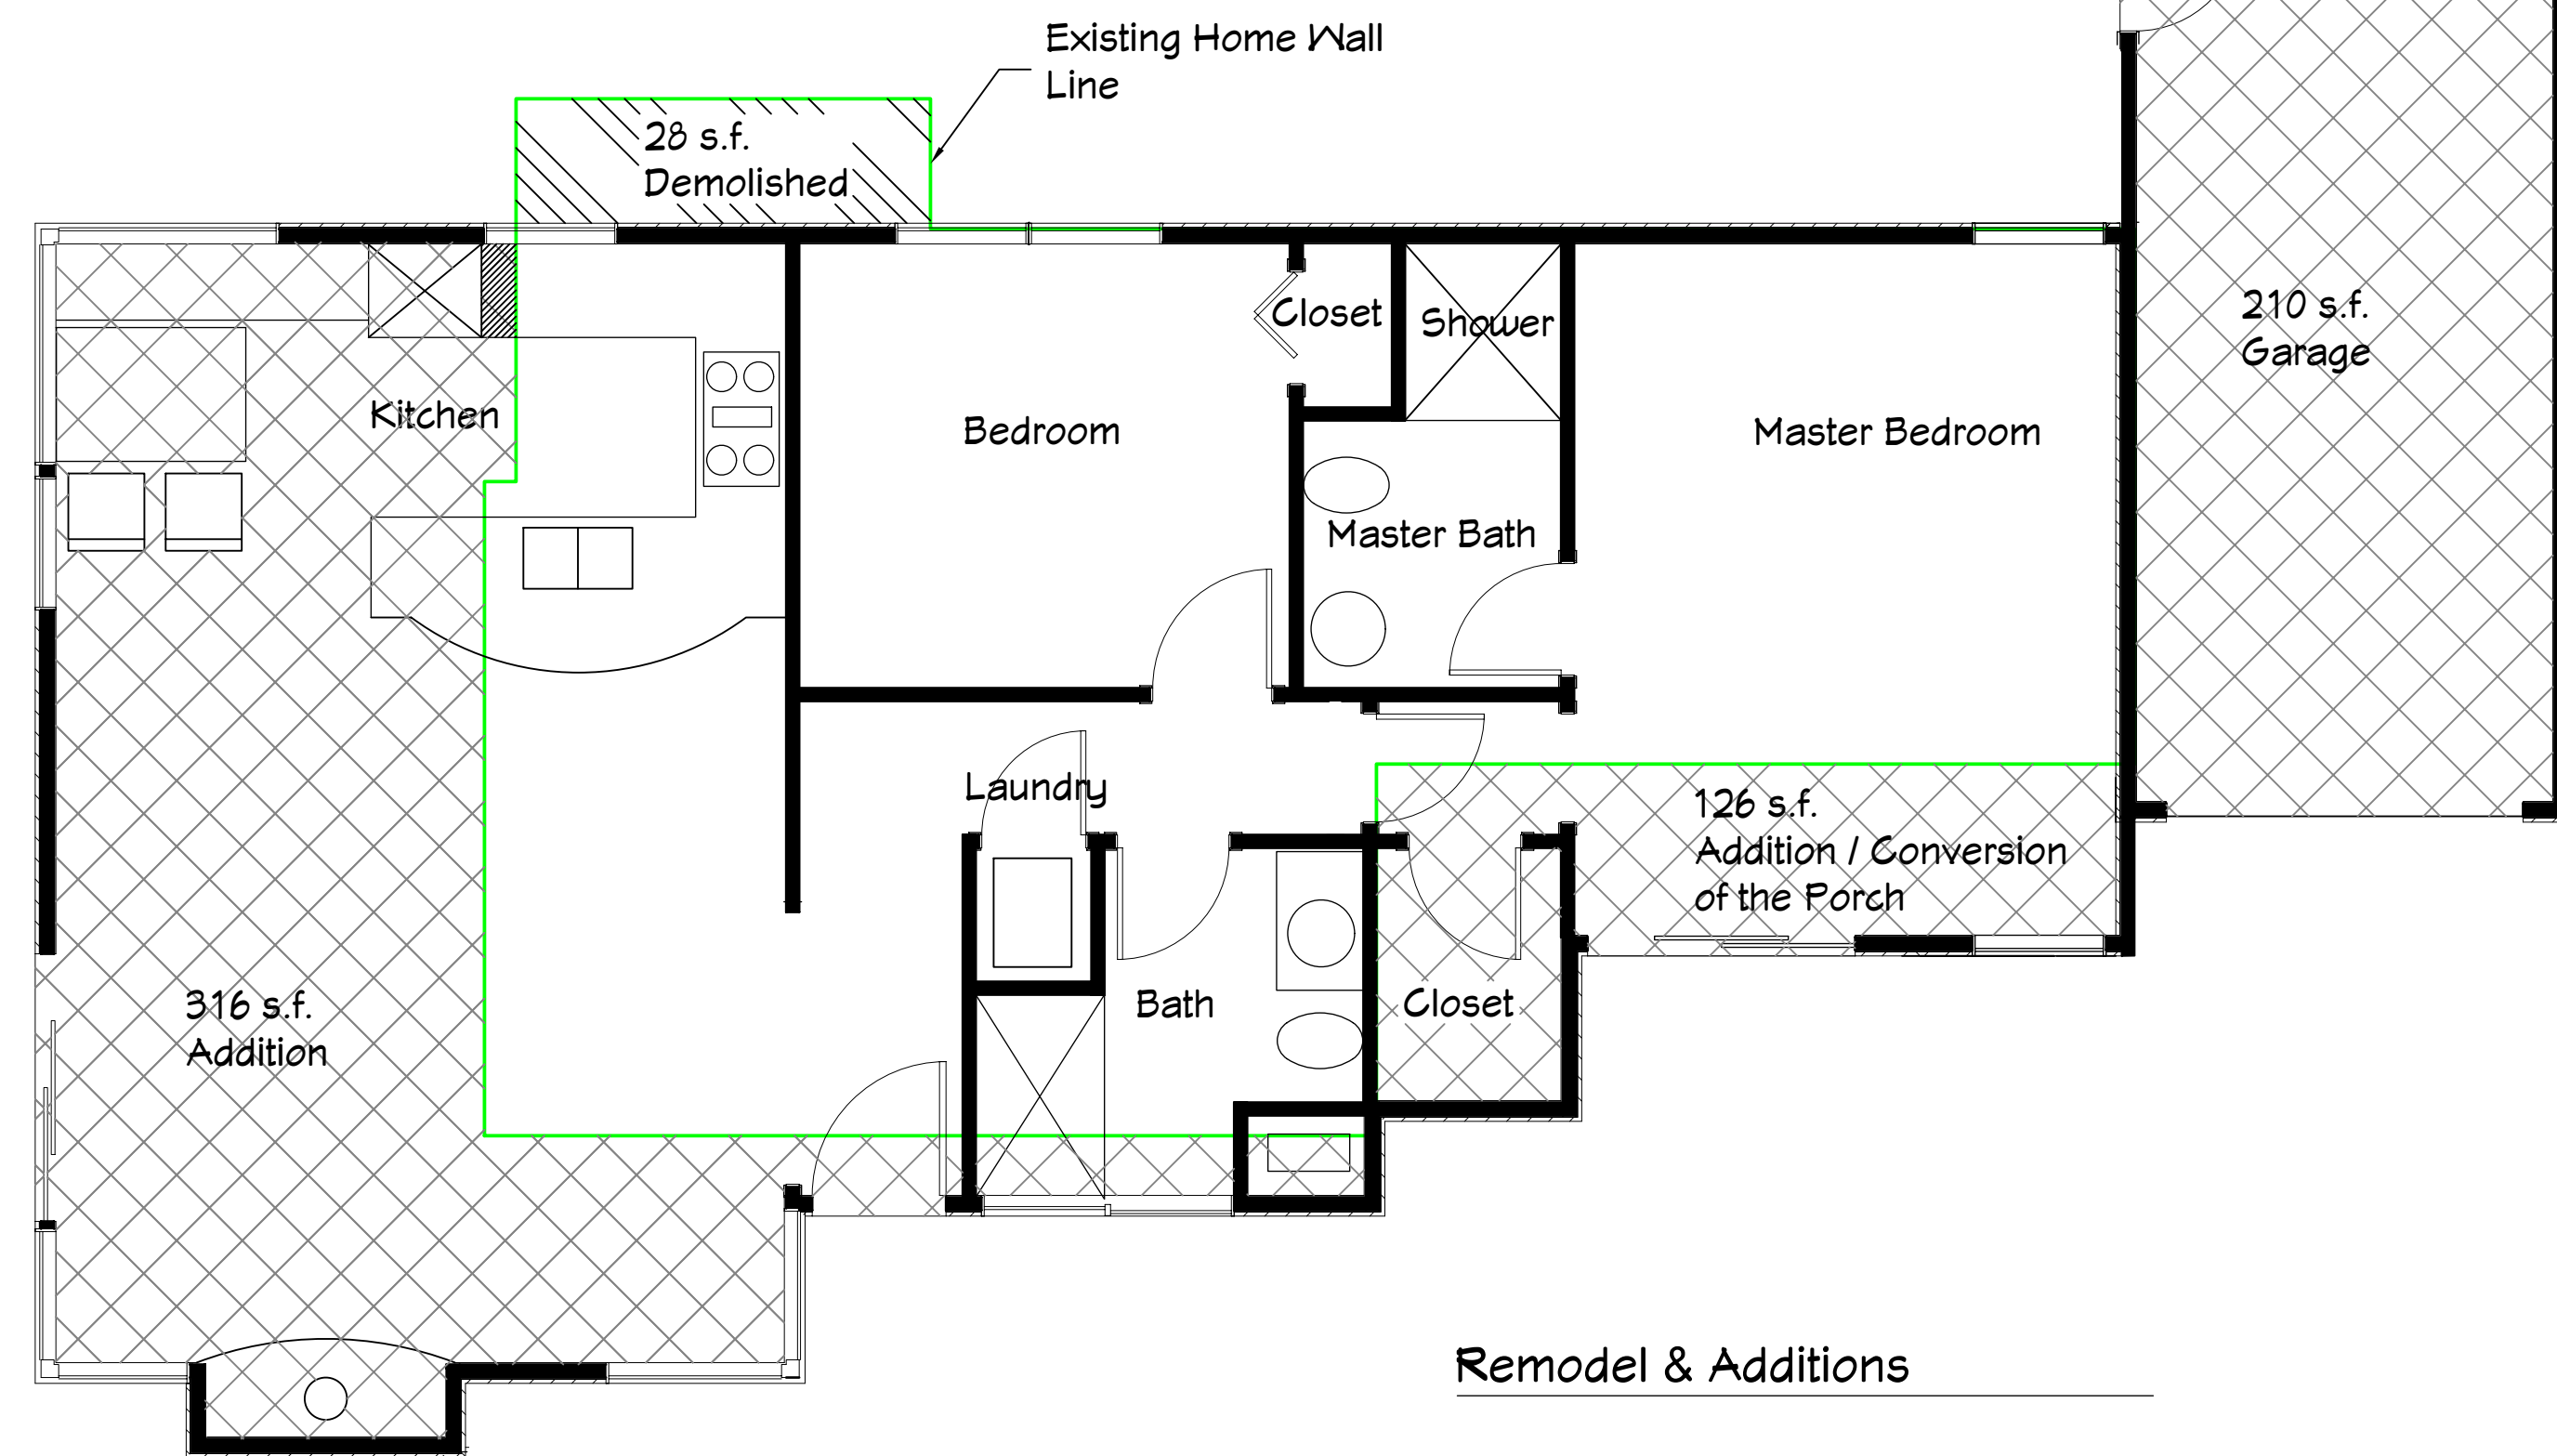 Existing Home Wall
Line
28 s.f.
Demolished
210 s.f.
Garage
Closet
Shower
Kitchen
Bedroom
Master Bedroom
Master Bath
Laundry
126 s.f.
Addition / Conversion
of the Porch
316 s.f.
Addition
Bath
Closet
Remodel & Additions